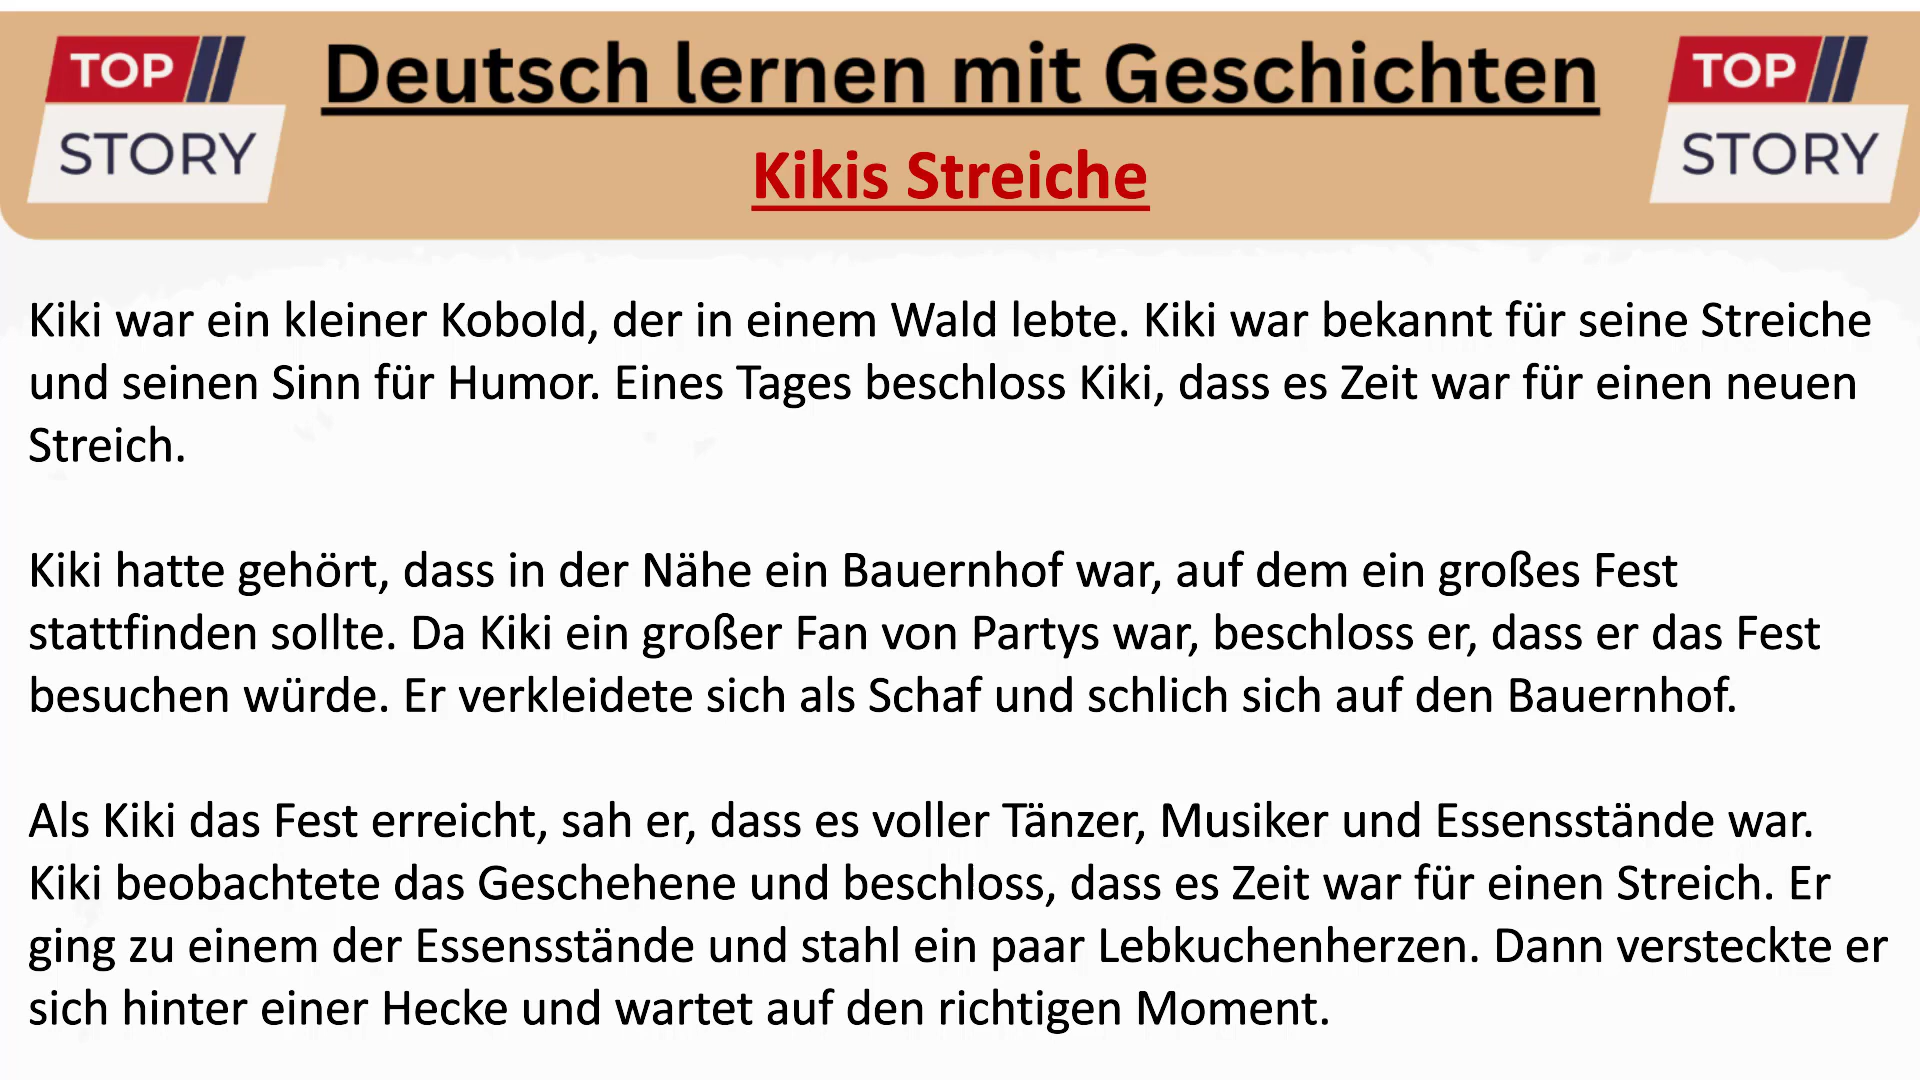 TOP
STORY
Deutsch lernen mit Geschichten
TOP
STORY
Kikis Streiche
Kiki war ein kleiner Kobold, der in einem Wald lebte. Kiki war bekannt für seine Streiche
und seinen Sinn für Humor. Eines Tages beschloss Kiki, dass es Zeit war für einen neuen
Streich.
Kiki hatte gehört, dass in der Nähe ein Bauernhof war, auf dem ein großes Fest
stattfinden sollte. Da Kiki ein großer Fan von Partys war, beschloss er, dass er das Fest
besuchen würde. Er verkleidete sich als Schaf und schlich sich auf den Bauernhof.
Als Kiki das Fest erreicht, sah er, dass es voller Tänzer, Musiker und Essensstände war.
Kiki beobachtete das Geschehene und beschloss, dass es Zeit war für einen Streich. Er
ging zu einem der Essensstände und stahl ein paar Lebkuchenherzen. Dann versteckte er
sich hinter einer Hecke und wartet auf den richtigen Moment.